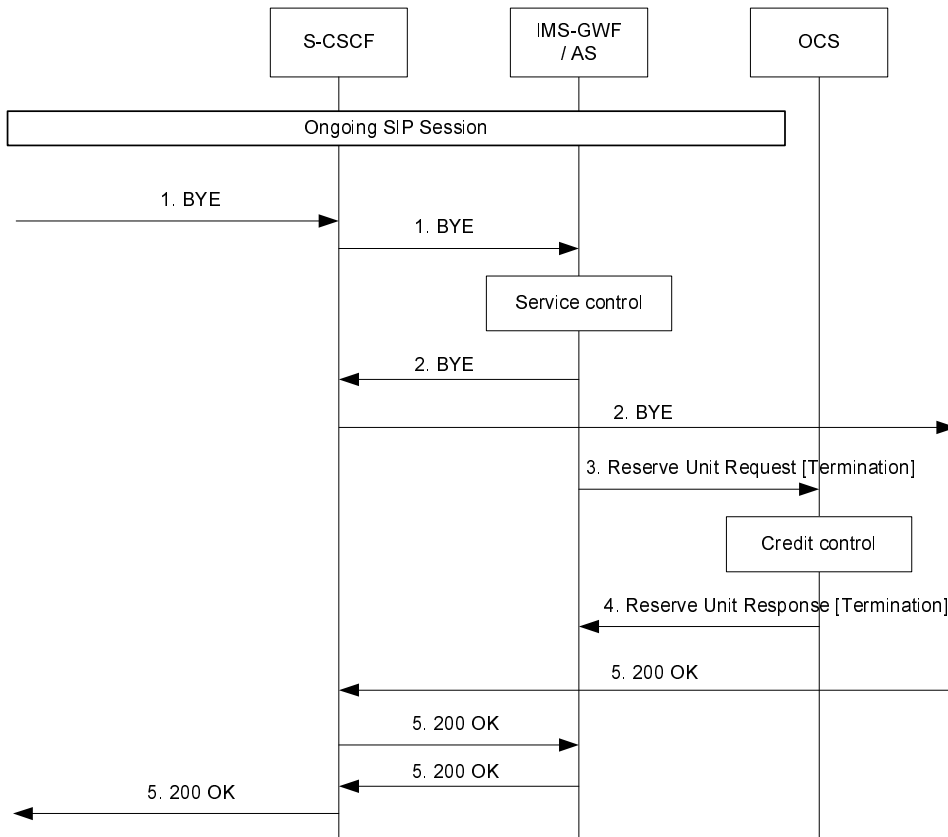 S-CSCF
IMS-GWF
/ AS
OCS
Ongoing SIP Session
1. BYE
1. BYE
Service control
2. BYE
2. BYE
3. Reserve Unit Request [Termination]
Credit control
4. Reserve Unit Response [Termination]
5. 200 OK
5. 200 OK
5. 200 OK
5. 200 OK